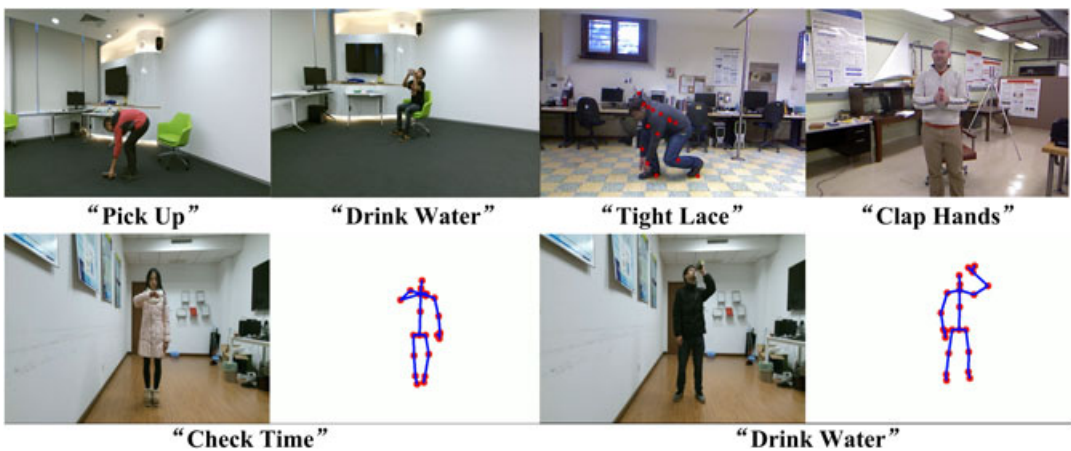 “Pick Up”
“Drink Water”
“Tight Lace”
“Clap Hands”
“Check Time”
“Drink Water”